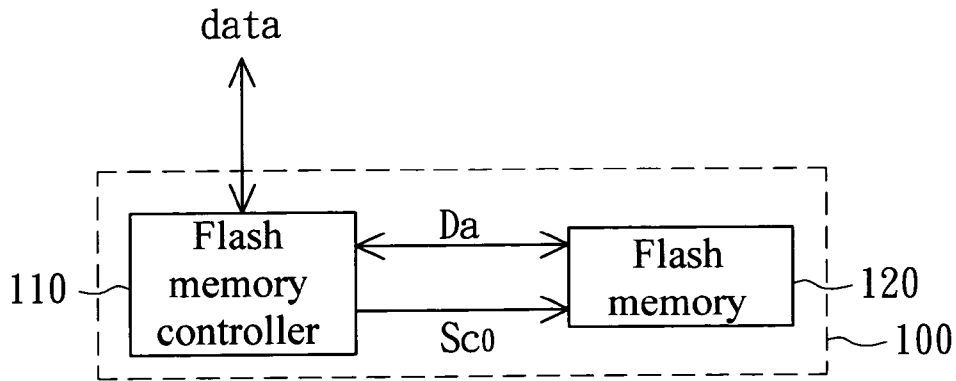 data
Flash
memory
controller
Da
Sc0
Flash
memory
110
120
100